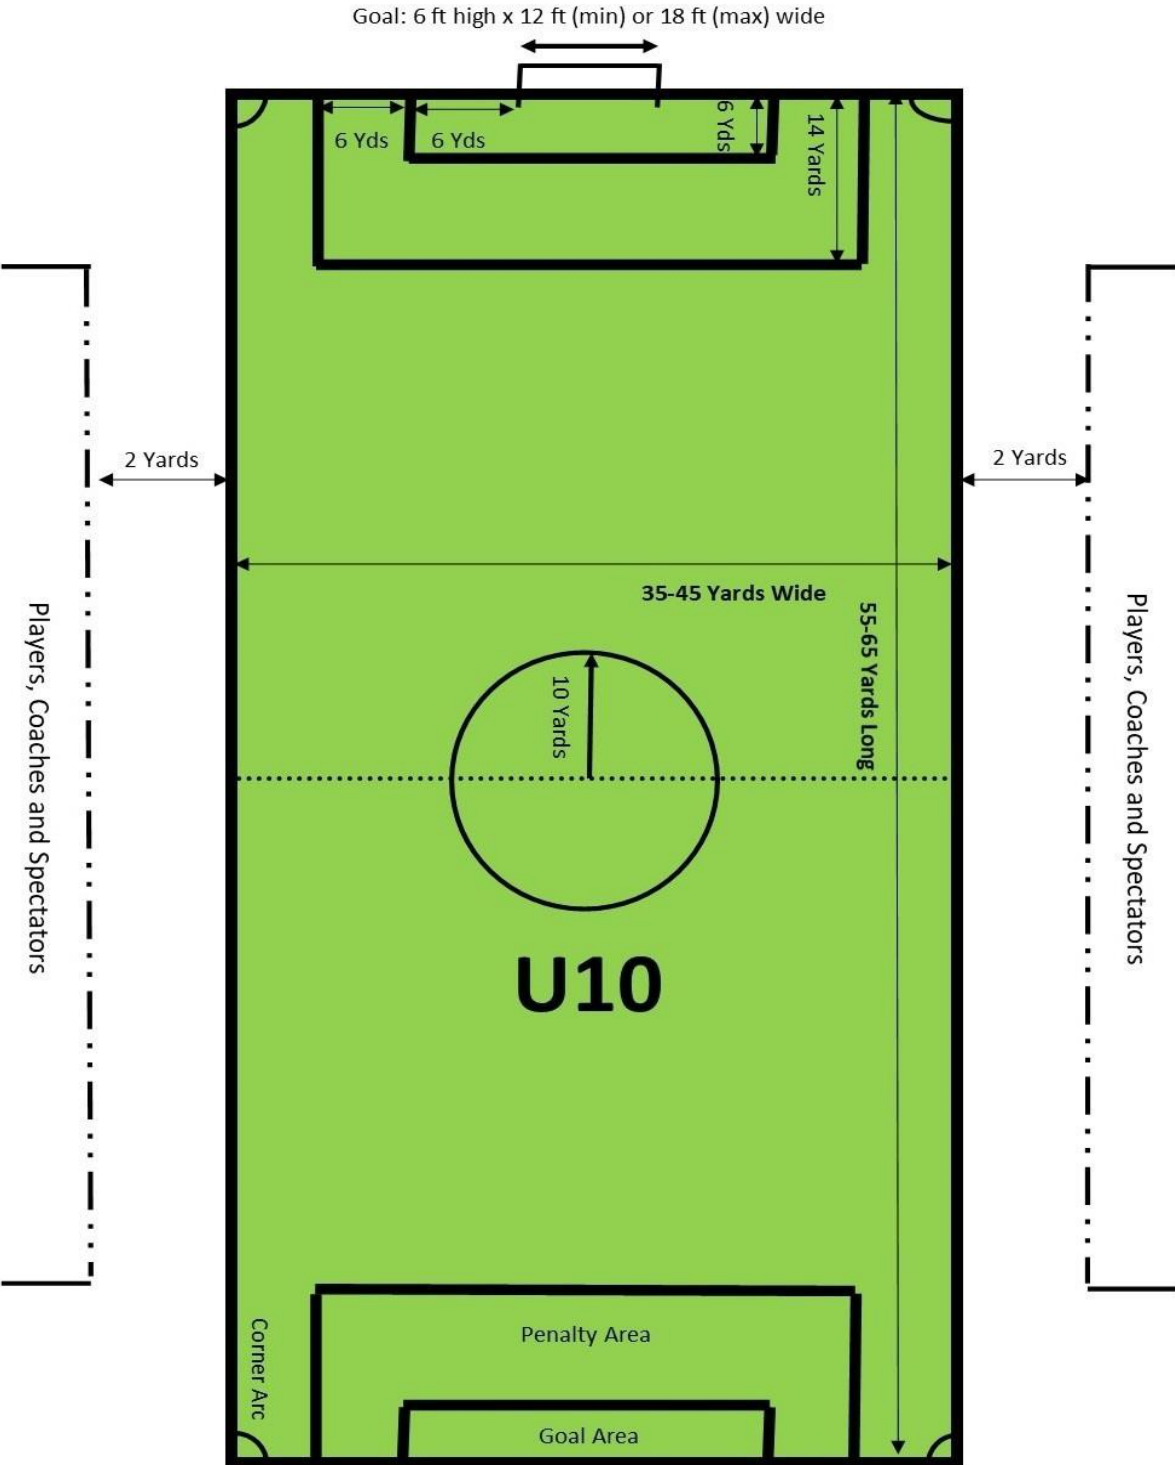 Goal: 6 ft high x 12 ft (min) or 18 ft (max) wide
6 Yds
6 Yds
6 Yds
14 Yards
2 Yards
2 Yards
35-45 Yards Wide
55-65 Yards Long
10 Yards
Players, Coaches and Spectators
Players, Coaches and Spectators
U10
Corner Arc
Penalty Area
Goal Area